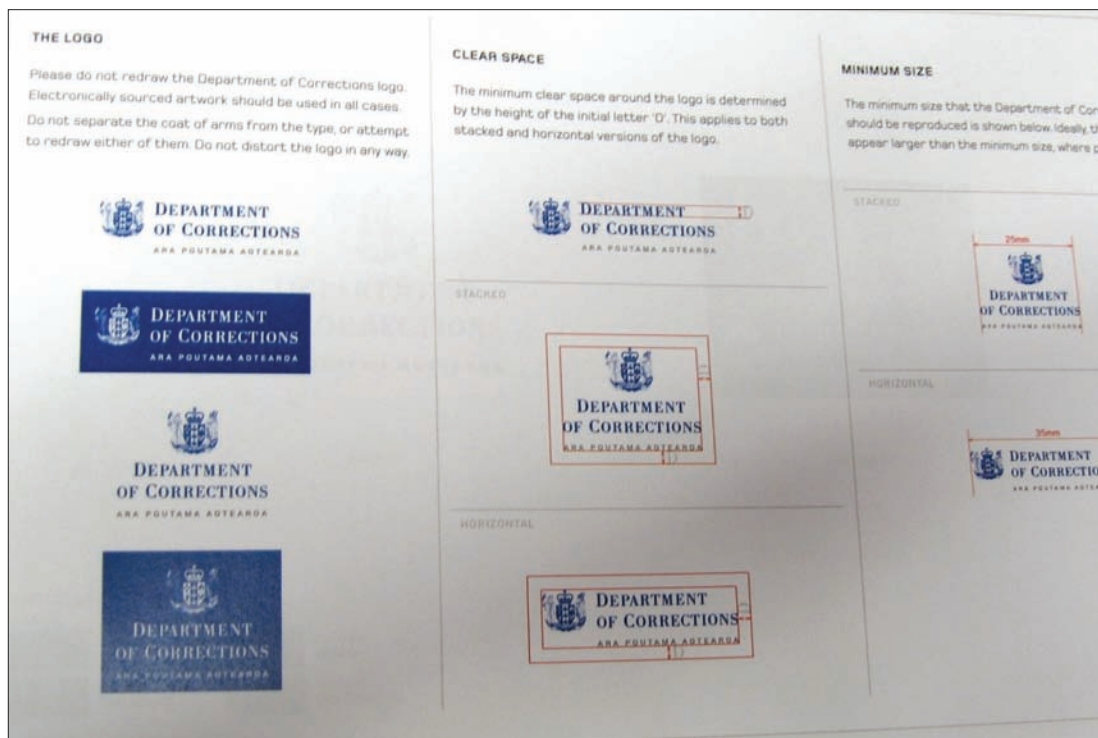 THE LOGO
Please do not redraw the Department of Corrections logo.
Electronically sourced artwork should be used in all cases.
Do not separate the coat of arms from the type, or attempt
to redraw either of them. Do not distort the logo in any way.
DEPARTMENT
OF CORRECTIONS
ARA POUTAMA AOTEAROA
DEPARTMENT
OF CORRECTIONS
ARA POUTAMA AOTEAROA
DEPARTMENT
OF CORRECTIONS
ARA POUTAMA AOTEAROA
DEPARTMENT
OF CORRECTIONS
ARA POUTAMA AOTEAROA
CLEAR SPACE
The minimum clear space around the logo is determined
by the height of the initial letter 'D'. This applies to both
stacked and horizontal versions of the logo.
DEPARTMENT D
OF CORRECTIONS
ARA POUTAMA AOTEAROA
STACKED
D
DEPARTMENT
OF CORRECTIONS
ARA POUTAMA AOTEAROA
D
HORIZONTAL
DEPARTMENT D
OF CORRECTIONS
ARA POUTAMA AOTEAROA
D
MINIMUM SIZE
The minimum size that the Department of Cor
should be reproduced is shown below. Ideally, th
appear larger than the minimum size, where p
STACKED
25mm
DEPARTMENT
OF CORRECTIONS
ARA POUTAMA AOTEAROA
HORIZONTAL
35mm
DEPARTMENT
OF CORRECTIO
ARA POUTAMA AOTEA